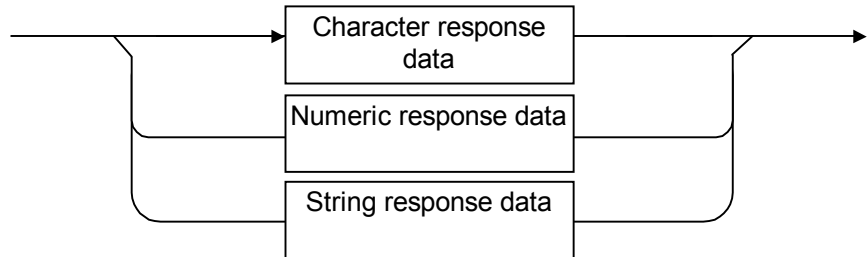 Character response
data
Numeric response data
String response data